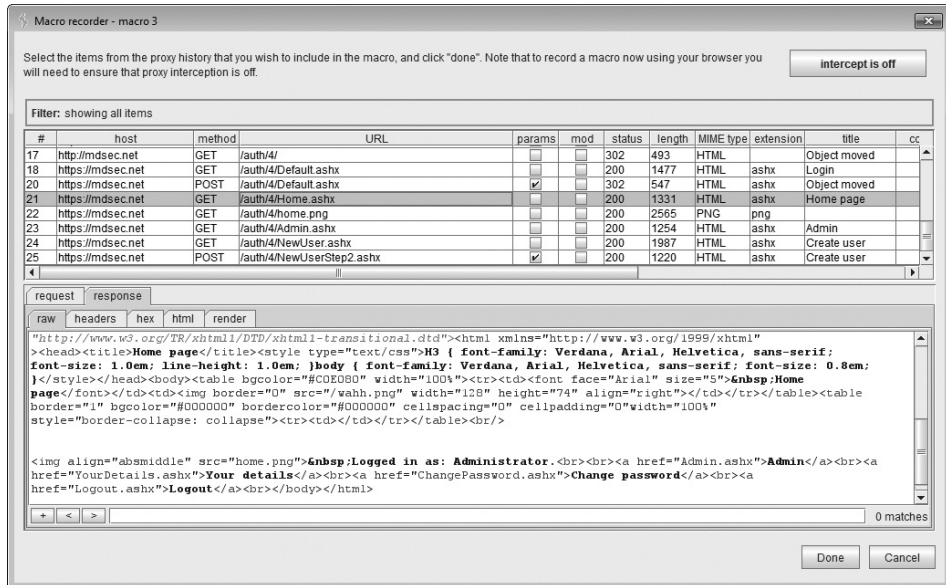 Macro recorder - macro 3
Select the items from the proxy history that you wish to include in the macro, and click "done". Note that to record a macro now using your browser you
will need to ensure that proxy interception is off.
intercept is off
Filter: showing all items
# host method URL params mod status length MIME type extension title
17 http://mdsec.net GET /auth/4/ 302 493 HTML Object moved
18 https://mdsec.net GET /auth/4/Default.ashx 200 1477 HTML ashx Login
20 https://mdsec.net POST /auth/4/Default.ashx 302 547 HTML ashx Object moved
21 https://mdsec.net GET /auth/4/Home.ashx 200 1331 HTML ashx Home page
22 https://mdsec.net GET /auth/4/home.png 200 2565 PNG png
23 https://mdsec.net GET /auth/4/Admin.ashx 200 1254 HTML ashx Admin
24 https://mdsec.net GET /auth/4/NewUser.ashx 200 1987 HTML ashx Create user
25 https://mdsec.net POST /auth/4/NewUserStep2.ashx 200 1220 HTML ashx Create user
request response
raw headers hex html render
"http://www.w3.org/TR/xhtml1/DTD/xhtml1-transitional.dtd"><html xmlns="http://www.w3.org/1999/xhtml"
><head><title>Home page</title><style type="text/css">H3 { font-family: Verdana, Arial, Helvetica, sans-serif;
font-size: 1.0em; line-height: 1.0em; }body { font-family: Verdana, Arial, Helvetica, sans-serif; font-size: 0.8em;
}</style></head><body><table bgcolor="#C0E080" width="100%"><tr><td><font face="Arial" size="5">&nbsp;Home
page</font></td><td><img border="0" src="/wahh.png" width="128" height="74" align="right"></td></tr></table><table
border="1" bgcolor="#000000" bordercolor="#000000" cellspacing="0" cellpadding="0"width="100%"
style="border-collapse: collapse"><tr><td></td></tr></table><br/>
<img align="absmiddle" src="home.png">&nbsp;Logged in as: Administrator.<br><br><a href="Admin.ashx">Admin</a><br><a
href="YourDetails.ashx">Your details</a><br><a href="ChangePassword.ashx">Change password</a><br><a
href="Logout.ashx">Logout</a><br></body></html>
+ < > 0 matches
Done Cancel